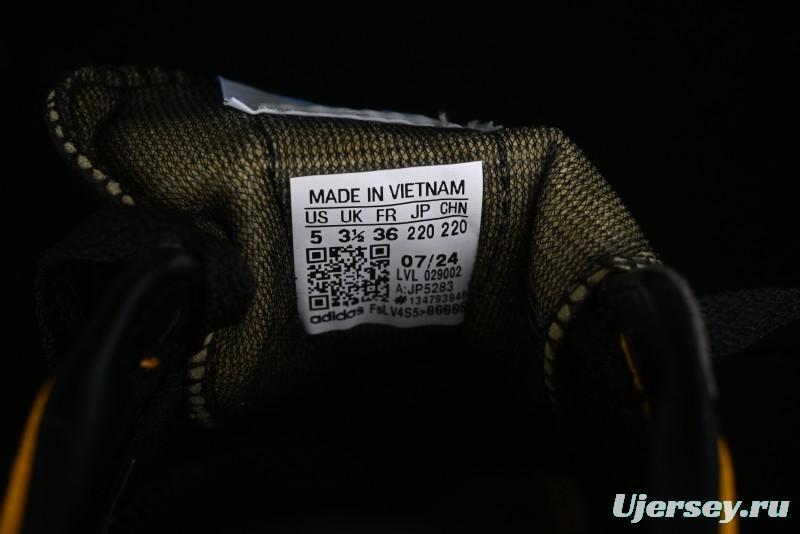 MADE IN VIETNAM
US UK FR JP CHN
5 3½ 36 220 220
07/24
LVL 029002
A:JP5283
adidas
Ujersey.ru